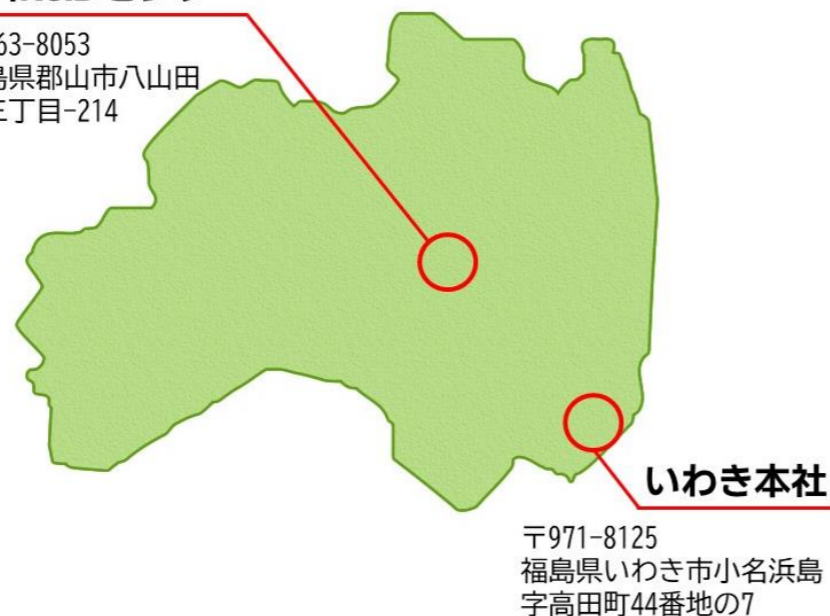 63-8053
島県郡山市八山田
三丁目-214
いわき本社
〒971-8125
福島県いわき市小名浜島
字高田町44番地の7